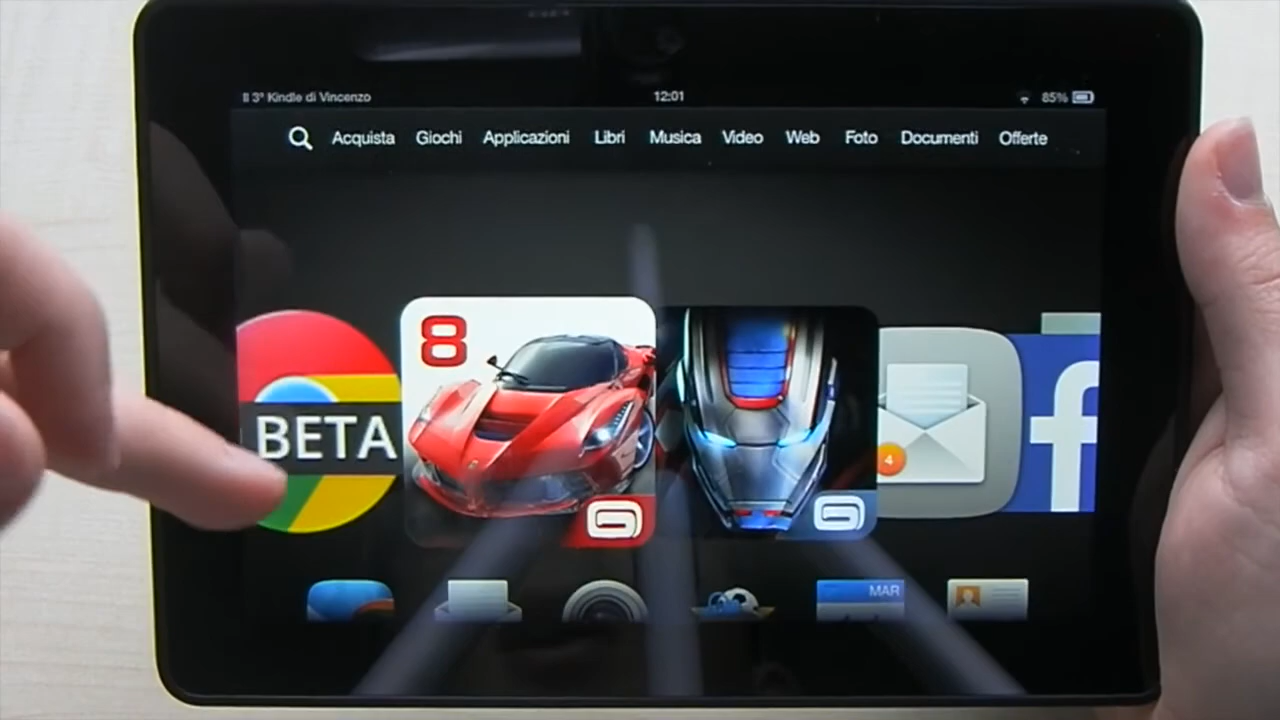 3° Kindle di Vincenzo 12:01 85%
Acquista Giochi Applicazioni Libri Musica Video Web Foto Documenti Offerte
8
BETA
4
f
MAR